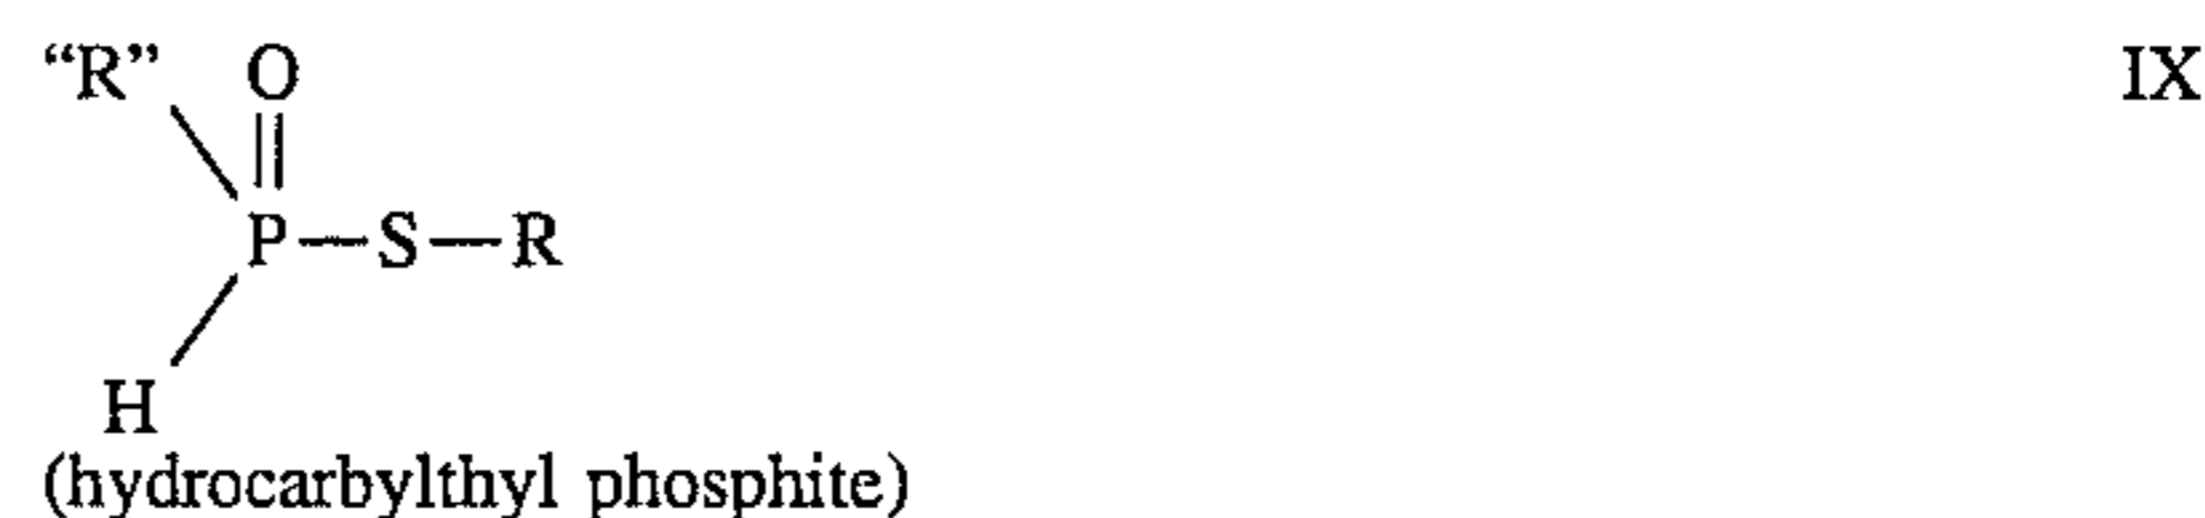 “R” O IX
P—S—R
H
(hydrocarbylthyl phosphite)